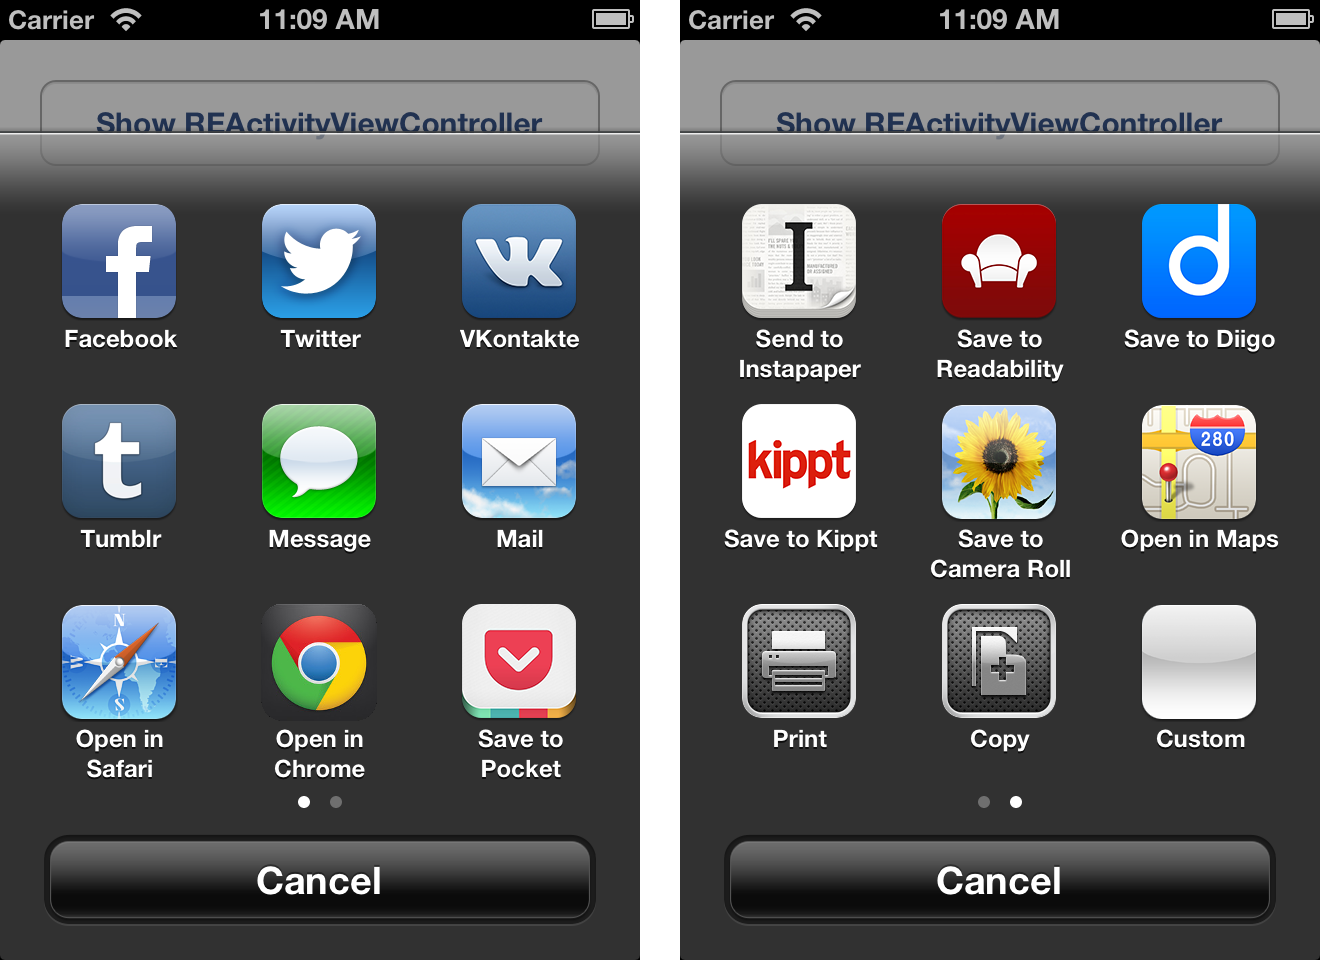 Carrier 11:09 AM
Show REActivityViewController
Facebook Twitter VKontakte
Tumblr Message Mail
N
W E
S
Open in Open in Save to
Safari Chrome Pocket
Cancel
Carrier 11:09 AM
Show REActivityViewController
I
Send to Save to Save to Diigo
Instapaper Readability
kippt 280
Save to Kippt Save to Open in Maps
Camera Roll
Print Copy Custom
Cancel